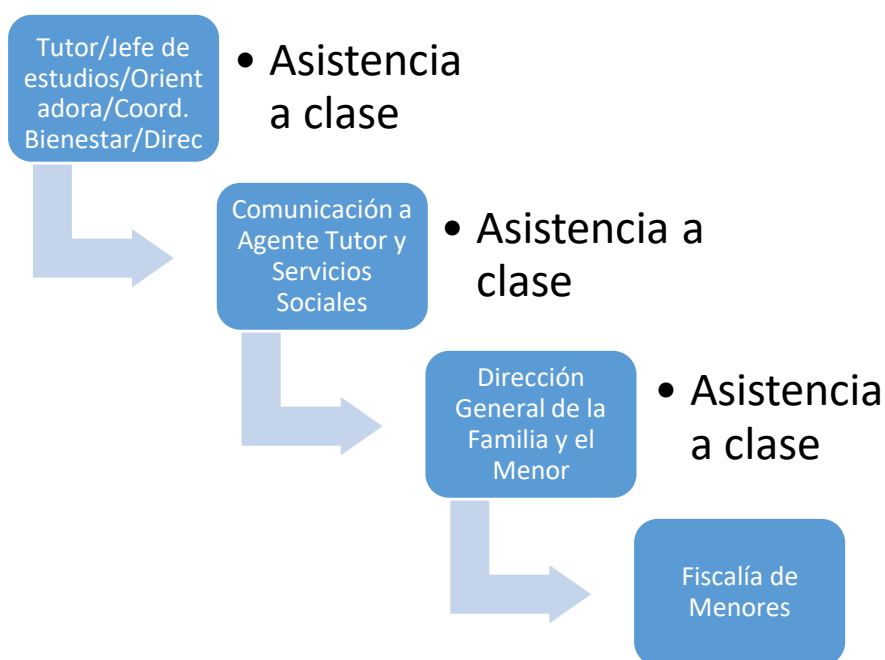 Tutor/Jefe de
estudios/Orient
adora/Coord.
Bienestar/Direc
• Asistencia
a clase
Comunicación a
Agente Tutor y
Servicios
Sociales
• Asistencia a
clase
Dirección
General de la
Familia y el
Menor
• Asistencia
a clase
Fiscalía de
Menores